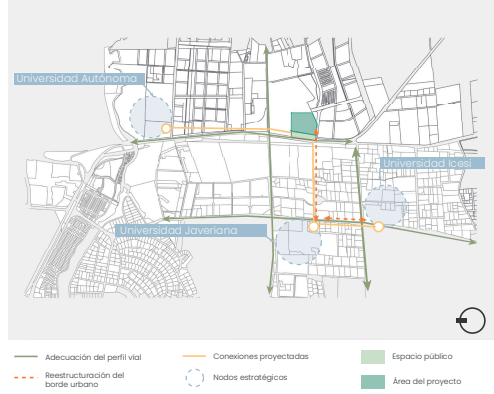 Universidad Autónoma
Universidad Icesi
Universidad Javeriana
Adecuación del perfil vial
Conexiones proyectadas
Espacio público
Reestructuración del
borde urbano
Nodos estratégicos
Área del proyecto